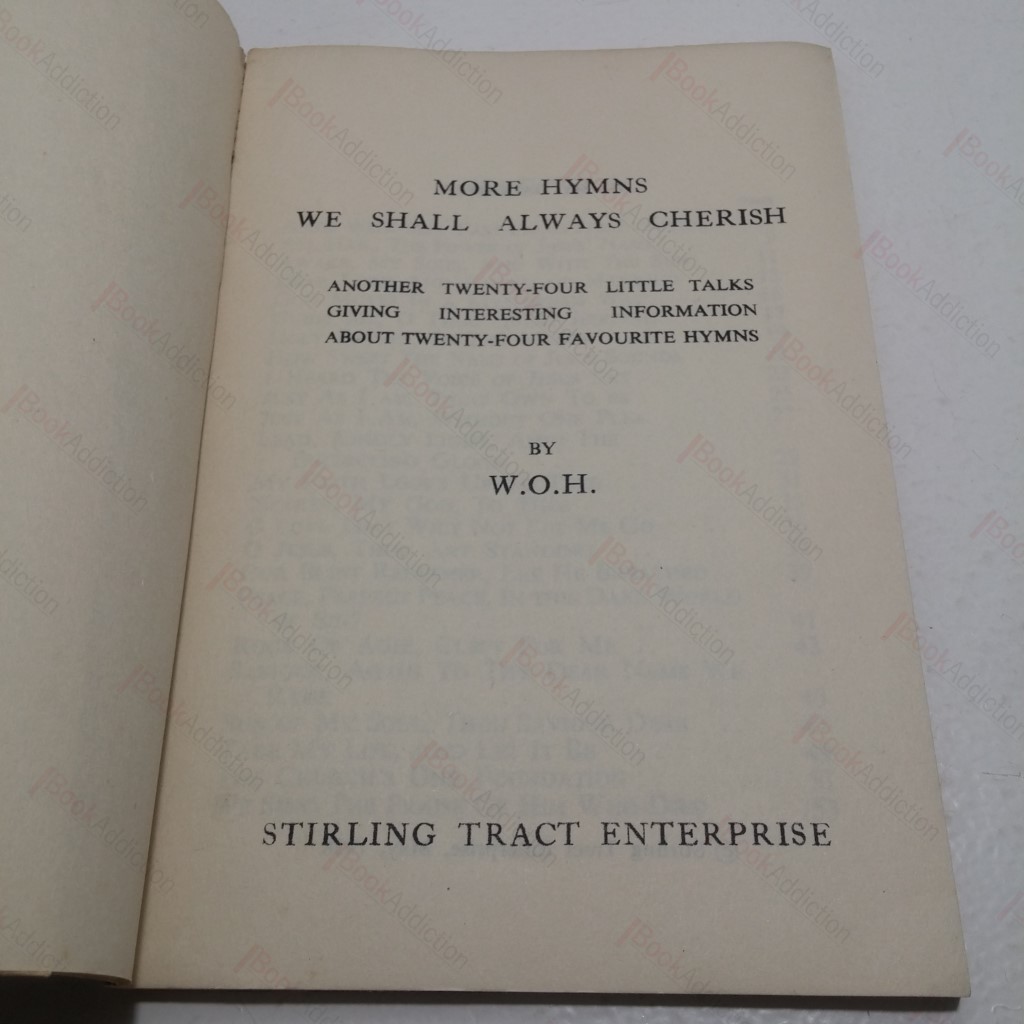 MORE HYMNS
WE SHALL ALWAYS CHERISH
ANOTHER TWENTY-FOUR LITTLE TALKS
GIVING INTERESTING INFORMATION
ABOUT TWENTY-FOUR FAVOURITE HYMNS
BY
W.O.H.
STIRLING TRACT ENTERPRISE
BookAddiction